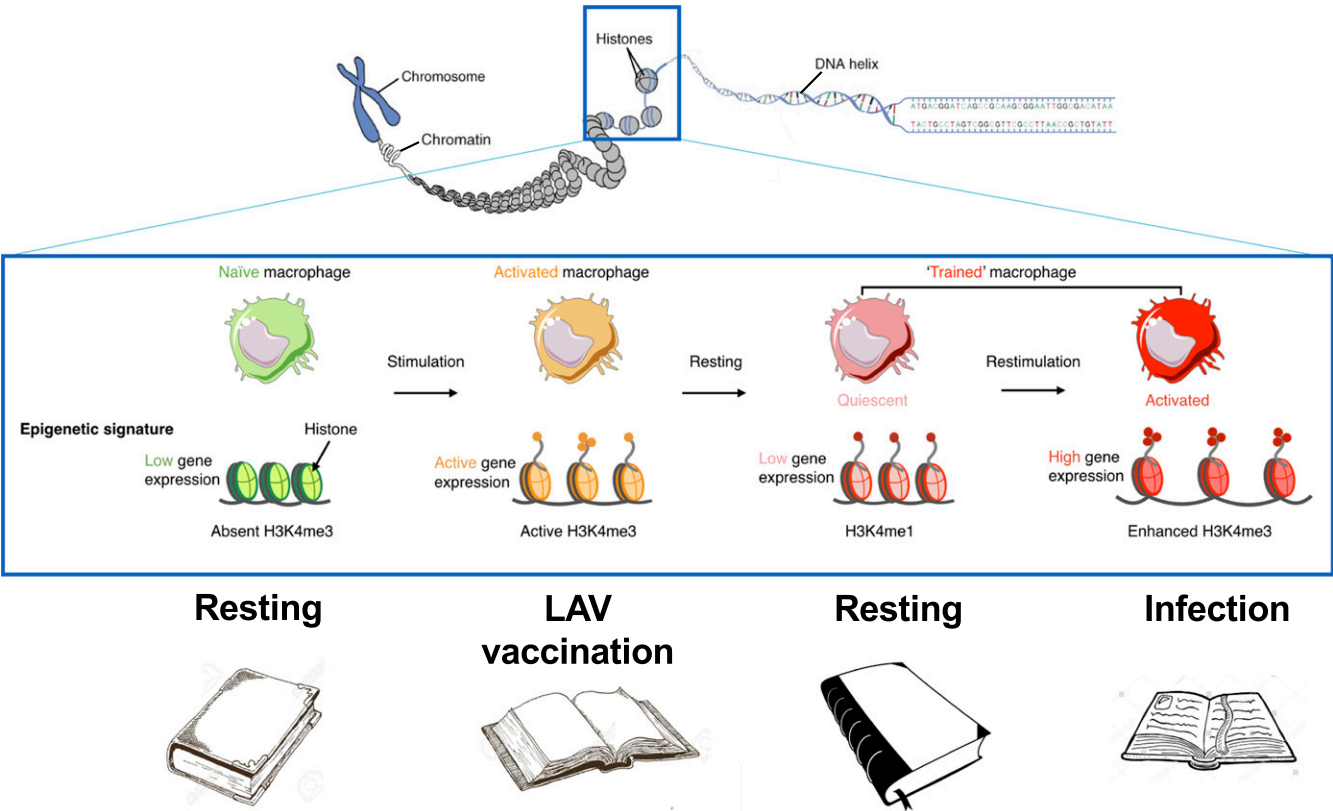 Histones
DNA helix
Chromosome
ATGACGGATCAGCCGCAAGCGGAATTGGCGACATAA
TACTGCCTAGTCGGCGTTCGCCTTAACCGCTGTATT
Chromatin
Naïve macrophage
Activated macrophage
‘Trained’ macrophage
Stimulation
Resting
Restimulation
Quiescent
Activated
Epigenetic signature
Histone
Low gene
expression
Active gene
expression
Low gene
expression
High gene
expression
Absent H3K4me3
Active H3K4me3
H3K4me1
Enhanced H3K4me3
Resting
LAV
vaccination
Resting
Infection